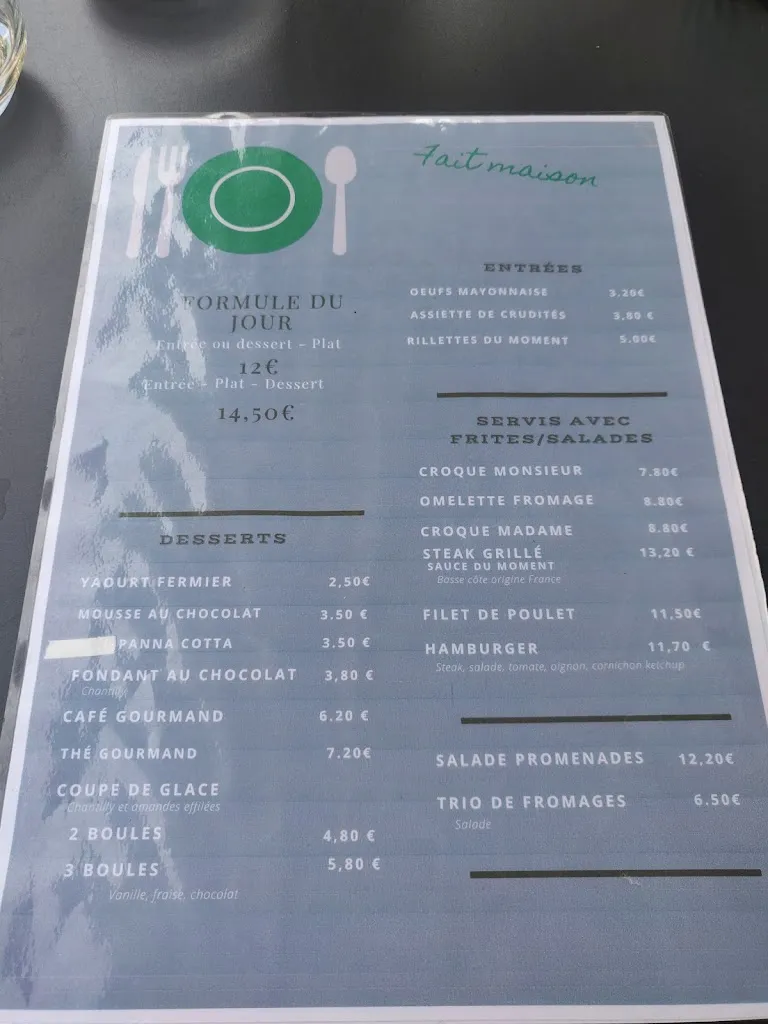 Fait maison
FORMULE DU
JOUR
Entrée ou dessert - Plat
12€
Entrée - Plat - Dessert
14,50€
DESSERTS
YAOURT FERMIER 2,50€
MOUSSE AU CHOCOLAT 3.50 €
PANNA COTTA 3.50 €
FONDANT AU CHOCOLAT 3,80 €
Chantilly
CAFÉ GOURMAND 6.20 €
THÉ GOURMAND 7.20€
COUPE DE GLACE
Chantilly et amandes effilées
2 BOULES 4,80 €
3 BOULES 5,80 €
Vanille, fraise, chocolat
ENTRÉES
OEUFS MAYONNAISE 3.20€
ASSIETTE DE CRUDITÉS 3,80 €
RILLETTES DU MOMENT 5.00€
SERVIS AVEC
FRITES/SALADES
CROQUE MONSIEUR 7.80€
OMELETTE FROMAGE 8.80€
CROQUE MADAME 8.80€
STEAK GRILLÉ 13,20 €
SAUCE DU MOMENT
Basse côte origine France
FILET DE POULET 11,50€
HAMBURGER 11,70 €
Steak, salade, tomate, oignon, cornichon ketchup
SALADE PROMENADES 12,20€
TRIO DE FROMAGES 6.50€
Salade